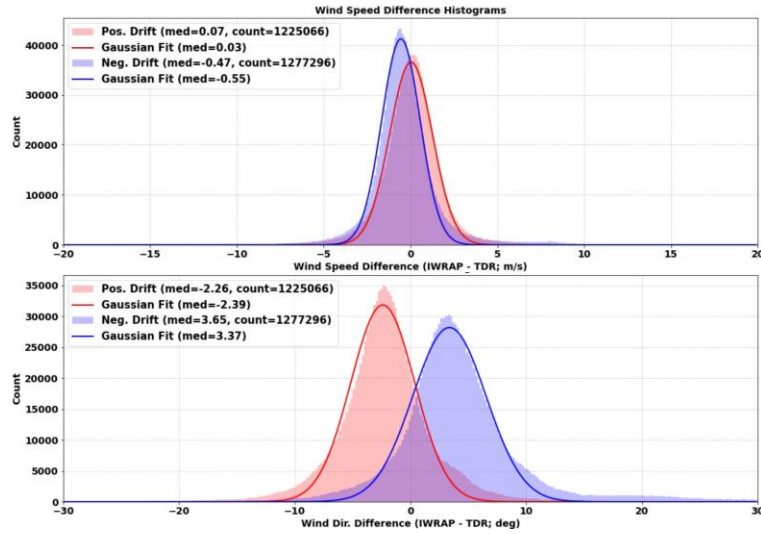 Wind Speed Difference Histograms
Pos. Drift (med=0.07, count=1225066)
Gaussian Fit (med=0.03)
Neg. Drift (med=-0.47, count=1277296)
Gaussian Fit (med=-0.55)
40000
30000
20000
10000
0
Count
−20
−15
−10
−5
0
5
10
15
20
Wind Speed Difference (IWRAP - TDR; m/s)
Pos. Drift (med=-2.26, count=1225066)
Gaussian Fit (med=-2.39)
Neg. Drift (med=3.65, count=1277296)
Gaussian Fit (med=3.37)
35000
30000
25000
20000
15000
10000
5000
0
Count
−30
−20
−10
0
10
20
30
Wind Dir. Difference (IWRAP - TDR; deg)